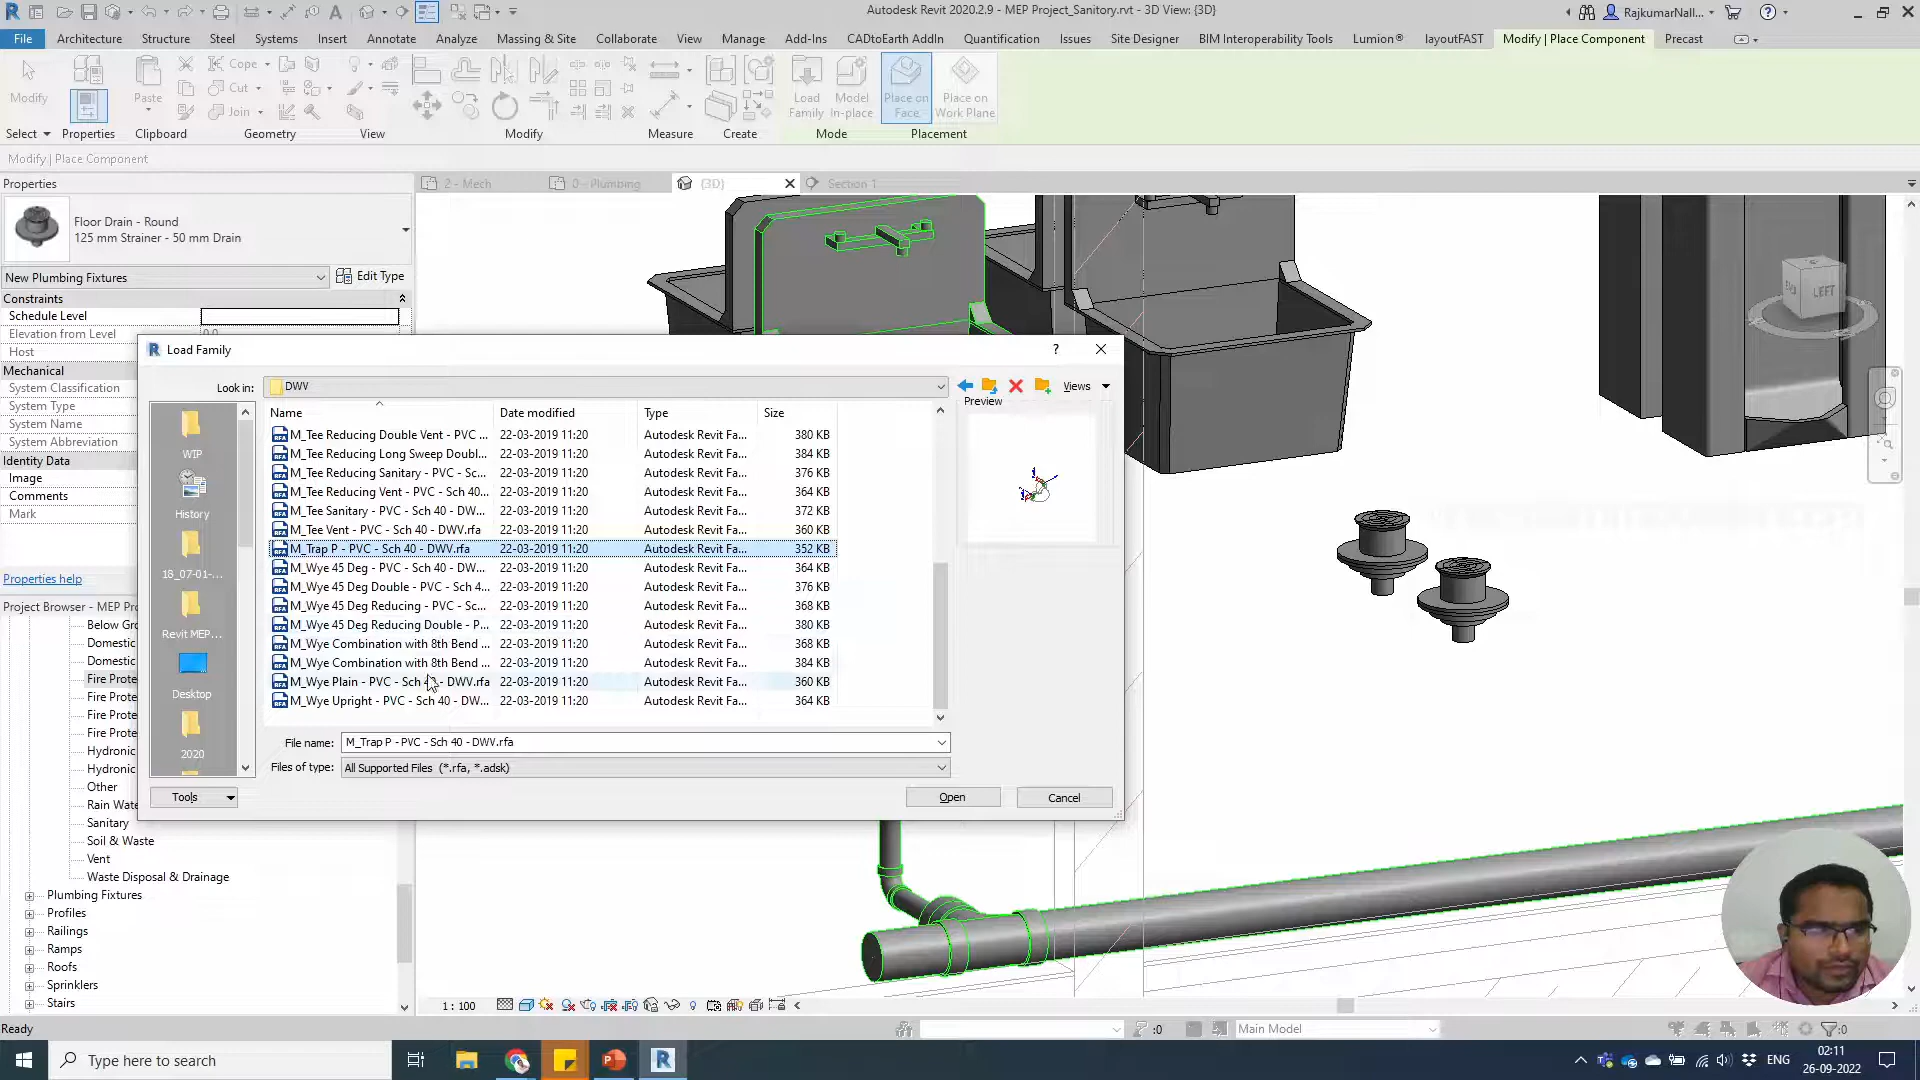 Autodesk Revit 2020.2.9 - MEP Project_Sanitory.rvt - 3D View: {3D}
RajkumarNall...
File Architecture Structure Steel Systems Insert Annotate Analyze Massing & Site Collaborate View Manage Add-Ins CADtoEarth AddIn Quantification Issues Site Designer BIM Interoperability Tools Lumion® layoutFAST Modify | Place Component Precast
Modify
Paste
Cope
Cut
Join
Load Family
Model In-place
Place on Face
Place on Work Plane
Select Properties Clipboard Geometry View Modify Measure Create Mode Placement
Modify | Place Component
Properties
2 - Mech
0 - Plumbing
{3D}
Section 1
Floor Drain - Round
125 mm Strainer - 50 mm Drain
New Plumbing Fixtures
Edit Type
Constraints
Schedule Level
Elevation from Level 0.0
Host
Mechanical
System Classification
System Type
System Name
System Abbreviation
Identity Data
Image
Comments
Mark
Properties help
Project Browser - MEP Pr
Below Gr
Domestic
Domestic
Fire Prote
Fire Prote
Fire Prote
Fire Prote
Hydronic
Hydronic
Other
Rain Wate
Sanitary
Soil & Waste
Vent
Waste Disposal & Drainage
Plumbing Fixtures
Profiles
Railings
Ramps
Roofs
Sprinklers
Stairs
Load Family
?
Look in: DWV
Views
Preview
WIP
History
18_07-01-...
Revit MEP...
Desktop
2020
Name Date modified Type Size
M_Tee Reducing Double Vent - PVC ... 22-03-2019 11:20 Autodesk Revit Fa... 380 KB
M_Tee Reducing Long Sweep Doubl... 22-03-2019 11:20 Autodesk Revit Fa... 384 KB
M_Tee Reducing Sanitary - PVC - Sc... 22-03-2019 11:20 Autodesk Revit Fa... 376 KB
M_Tee Reducing Vent - PVC - Sch 40... 22-03-2019 11:20 Autodesk Revit Fa... 364 KB
M_Tee Sanitary - PVC - Sch 40 - DW... 22-03-2019 11:20 Autodesk Revit Fa... 372 KB
M_Tee Vent - PVC - Sch 40 - DWV.rfa 22-03-2019 11:20 Autodesk Revit Fa... 360 KB
M_Trap P - PVC - Sch 40 - DWV.rfa 22-03-2019 11:20 Autodesk Revit Fa... 352 KB
M_Wye 45 Deg - PVC - Sch 40 - DW... 22-03-2019 11:20 Autodesk Revit Fa... 364 KB
M_Wye 45 Deg Double - PVC - Sch 4... 22-03-2019 11:20 Autodesk Revit Fa... 376 KB
M_Wye 45 Deg Reducing - PVC - Sc... 22-03-2019 11:20 Autodesk Revit Fa... 368 KB
M_Wye 45 Deg Reducing Double - P... 22-03-2019 11:20 Autodesk Revit Fa... 380 KB
M_Wye Combination with 8th Bend ... 22-03-2019 11:20 Autodesk Revit Fa... 368 KB
M_Wye Combination with 8th Bend ... 22-03-2019 11:20 Autodesk Revit Fa... 384 KB
M_Wye Plain - PVC - Sch 4 - DWV.rfa 22-03-2019 11:20 Autodesk Revit Fa... 360 KB
M_Wye Upright - PVC - Sch 40 - DW... 22-03-2019 11:20 Autodesk Revit Fa... 364 KB
File name: M_Trap P - PVC - Sch 40 - DWV.rfa
Files of type: All Supported Files (*.rfa, *.adsk)
Tools
Open
Cancel
LEFT
1 : 100
Ready
:0
Main Model
:0
Type here to search
ENG
02:11
26-09-2022